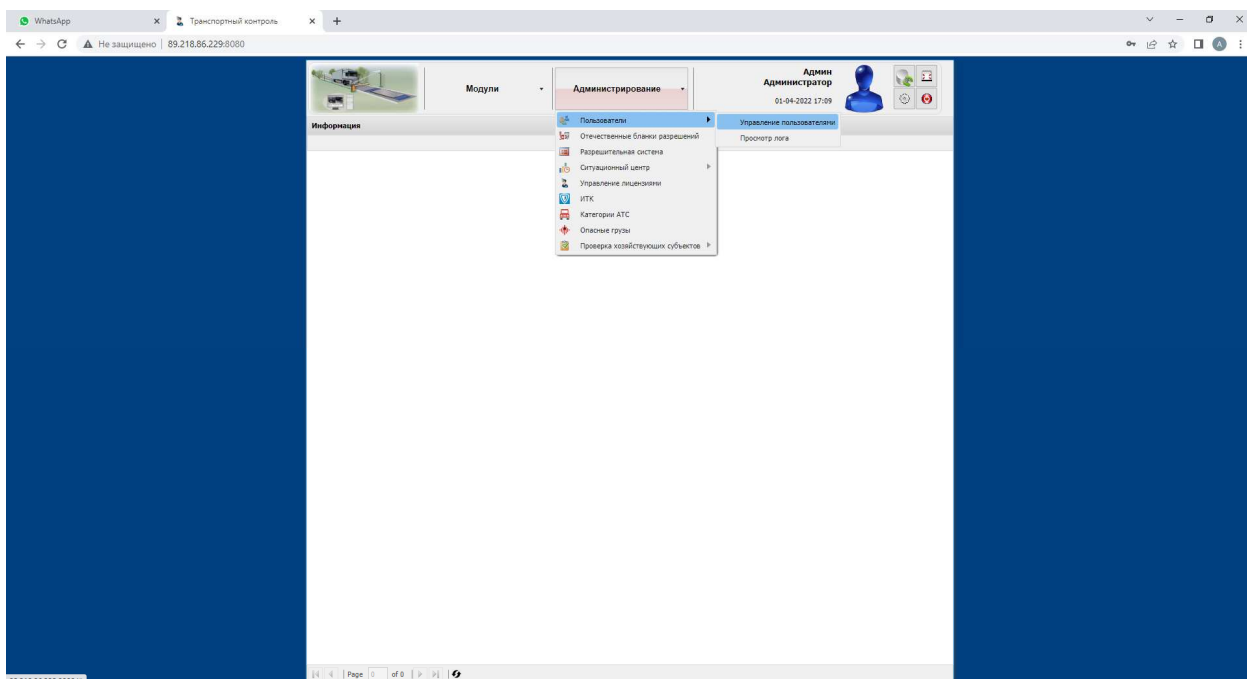 WhatsApp
Транспортный контроль
Не защищено
89.218.86.229:8080
Модули
Администрирование
Админ
Администратор
01-04-2022 17:09
Информация
Пользователи
Управление пользователями
Отечественные бланки разрешений
Просмотр лога
Разрешительная система
Ситуационный центр
Управление лицензиями
ИТК
Категории АТС
Опасные грузы
Проверка хозяйствующих субъектов
Page 0 of 0